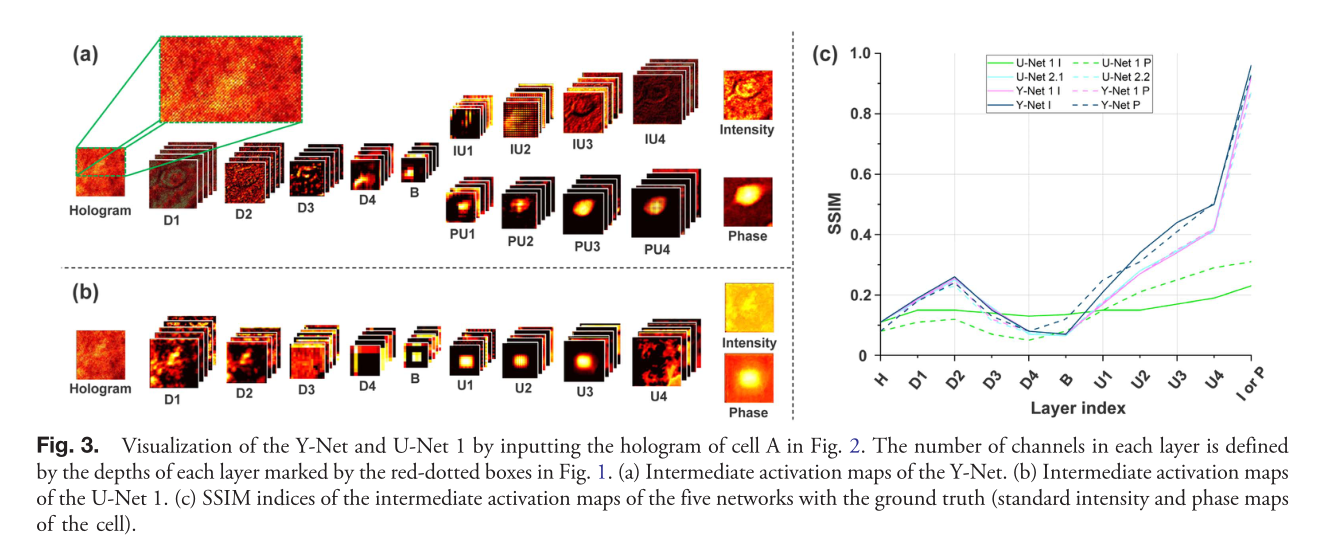 (a)
Hologram
D1
D2
D3
D4
B
IU1
IU2
IU3
IU4
Intensity
PU1
PU2
PU3
PU4
Phase
(b)
Hologram
D1
D2
D3
D4
B
U1
U2
U3
U4
Intensity
Phase
(c)
SSIM
1.0
0.8
0.6
0.4
0.2
0
U-Net 1 I
U-Net 1 P
U-Net 2.1
U-Net 2.2
Y-Net 1 I
Y-Net 1 P
Y-Net I
Y-Net P
H
D1
D2
D3
D4
B
U1
U2
U3
U4
I or P
Layer index
Fig. 3. Visualization of the Y-Net and U-Net 1 by inputting the hologram of cell A in Fig. 2. The number of channels in each layer is defined
by the depths of each layer marked by the red-dotted boxes in Fig. 1. (a) Intermediate activation maps of the Y-Net. (b) Intermediate activation maps
of the U-Net 1. (c) SSIM indices of the intermediate activation maps of the five networks with the ground truth (standard intensity and phase maps
of the cell).